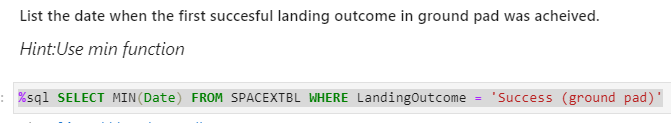 List the date when the first succesful landing outcome in ground pad was acheived.
Hint:Use min function
: %sql SELECT MIN(Date) FROM SPACEXTBL WHERE LandingOutcome = 'Success (ground pad)'